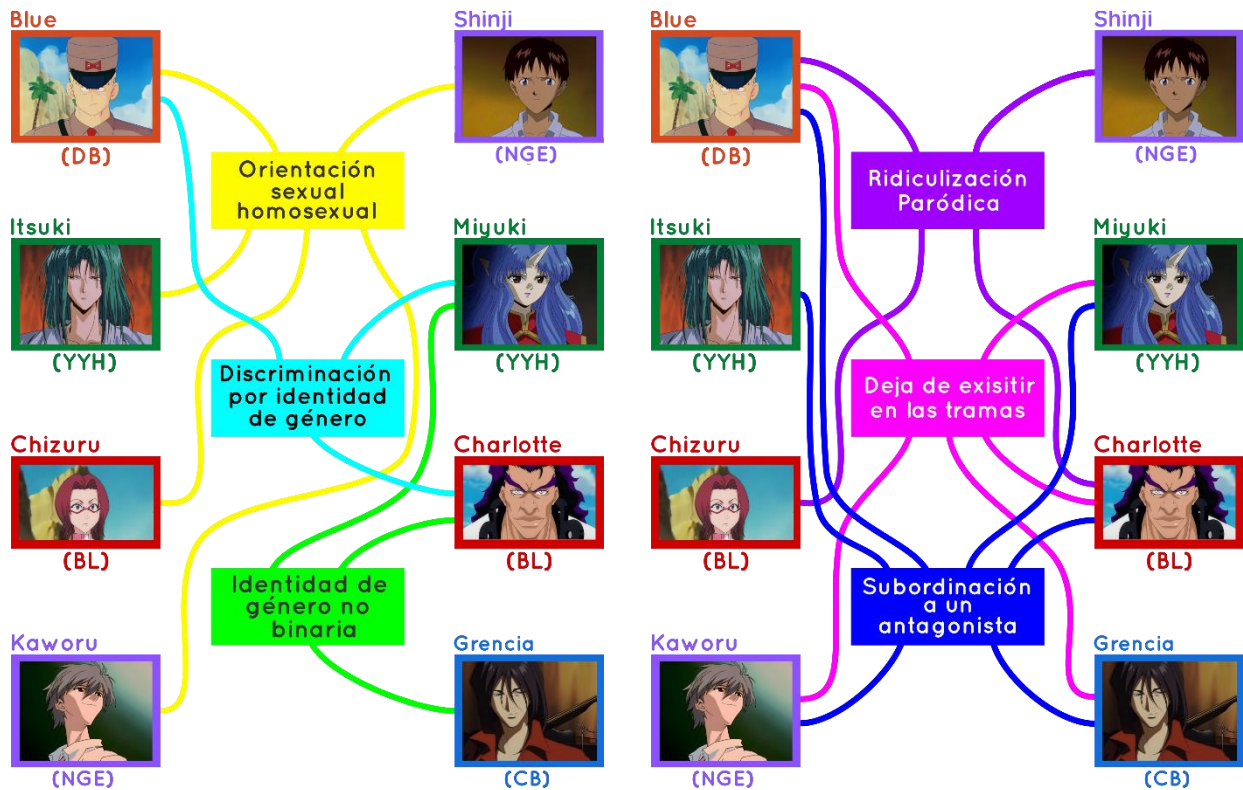 Blue
(DB)
Shinji
(NGE)
Orientación
sexual
homosexual
Itsuki
(YYH)
Miyuki
(YYH)
Discriminación
por identidad
de género
Chizuru
(BL)
Charlotte
(BL)
Identidad de
género no
binaria
Kaworu
(NGE)
Grencia
(CB)
Blue
(DB)
Shinji
(NGE)
Ridiculización
Paródica
Itsuki
(YYH)
Miyuki
(YYH)
Deja de exisitir
en las tramas
Chizuru
(BL)
Charlotte
(BL)
Subordinación
a un
antagonista
Kaworu
(NGE)
Grencia
(CB)